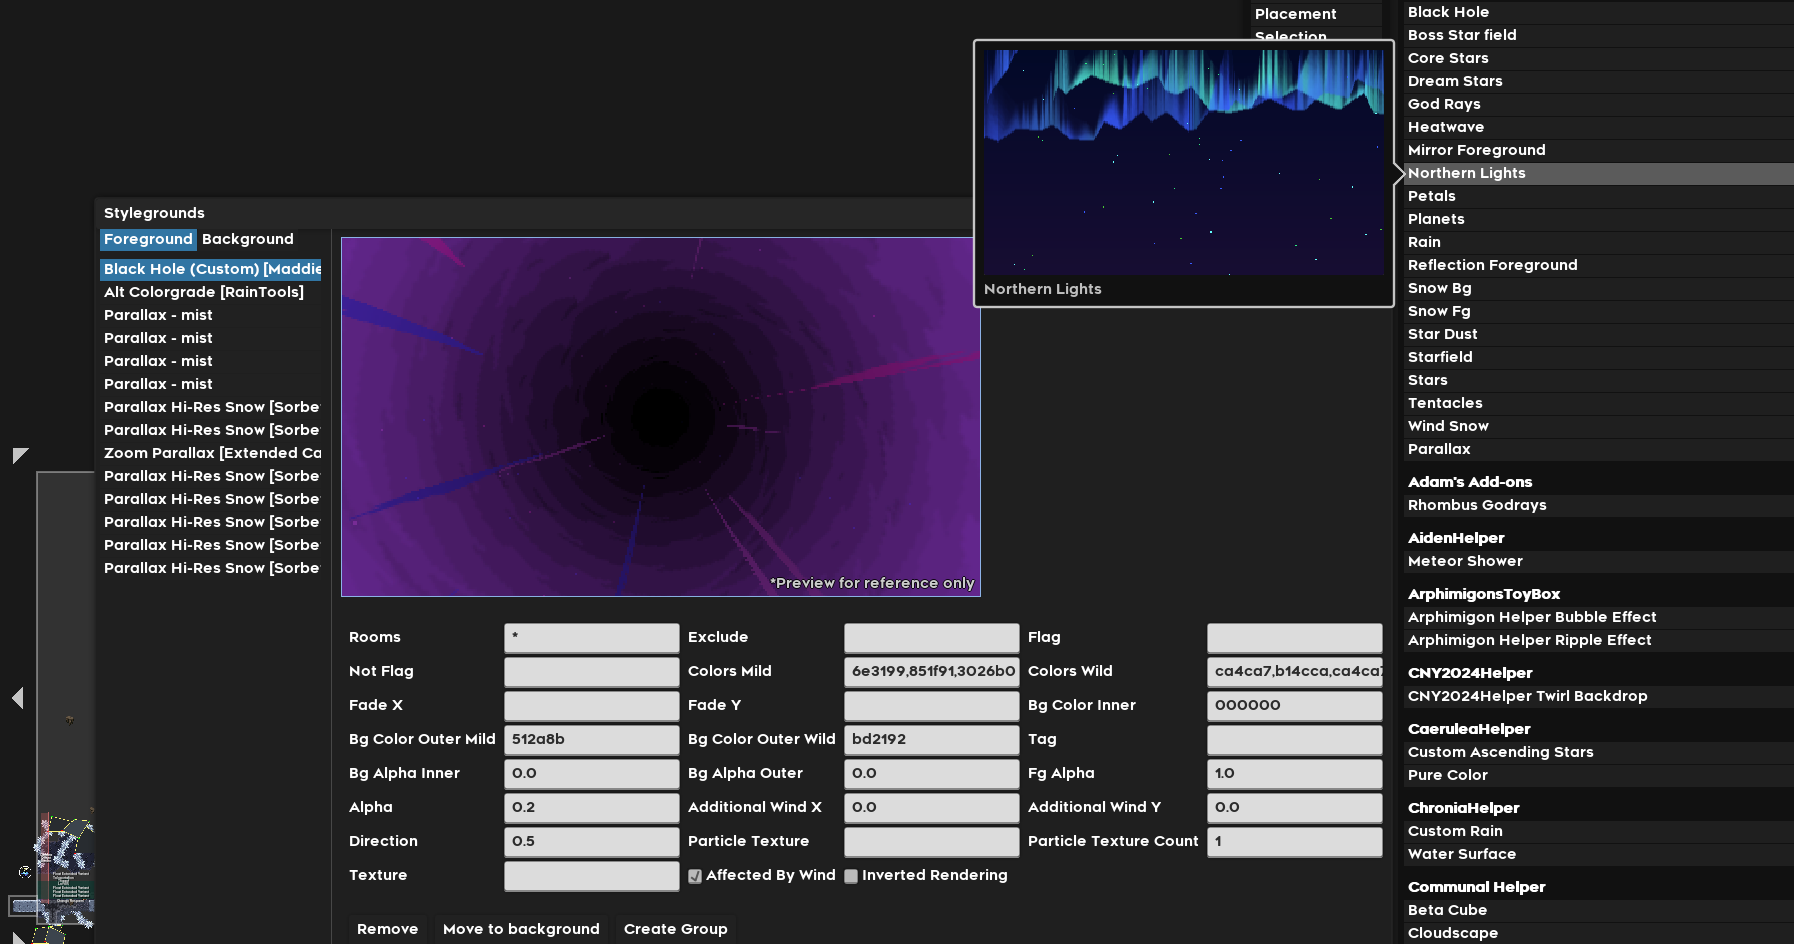 Placement
Selection
Northern Lights
Stylegrounds
Foreground Background
Black Hole (Custom) [Maddie
Alt Colorgrade [RainTools]
Parallax - mist
Parallax - mist
Parallax - mist
Parallax - mist
Parallax Hi-Res Snow [Sorbe
Parallax Hi-Res Snow [Sorbe
Zoom Parallax [Extended Ca
Parallax Hi-Res Snow [Sorbe
Parallax Hi-Res Snow [Sorbe
Parallax Hi-Res Snow [Sorbe
Parallax Hi-Res Snow [Sorbe
Parallax Hi-Res Snow [Sorbe
*Preview for reference only
Rooms * Exclude Flag
Not Flag Colors Mild 6e3199,851f91,3026b0 Colors Wild ca4ca7,b14cca,ca4ca7
Fade X Fade Y Bg Color Inner 000000
Bg Color Outer Mild 512a8b Bg Color Outer Wild bd2192 Tag
Bg Alpha Inner 0.0 Bg Alpha Outer 0.0 Fg Alpha 1.0
Alpha 0.2 Additional Wind X 0.0 Additional Wind Y 0.0
Direction 0.5 Particle Texture Particle Texture Count 1
Texture Affected By Wind Inverted Rendering
Remove Move to background Create Group
Black Hole
Boss Star field
Core Stars
Dream Stars
God Rays
Heatwave
Mirror Foreground
Northern Lights
Petals
Planets
Rain
Reflection Foreground
Snow Bg
Snow Fg
Star Dust
Starfield
Stars
Tentacles
Wind Snow
Parallax
Adam's Add-ons
Rhombus Godrays
AidenHelper
Meteor Shower
ArphimigonsToyBox
Arphimigon Helper Bubble Effect
Arphimigon Helper Ripple Effect
CNY2024Helper
CNY2024Helper Twirl Backdrop
CaeruleaHelper
Custom Ascending Stars
Pure Color
ChroniaHelper
Custom Rain
Water Surface
Communal Helper
Beta Cube
Cloudscape